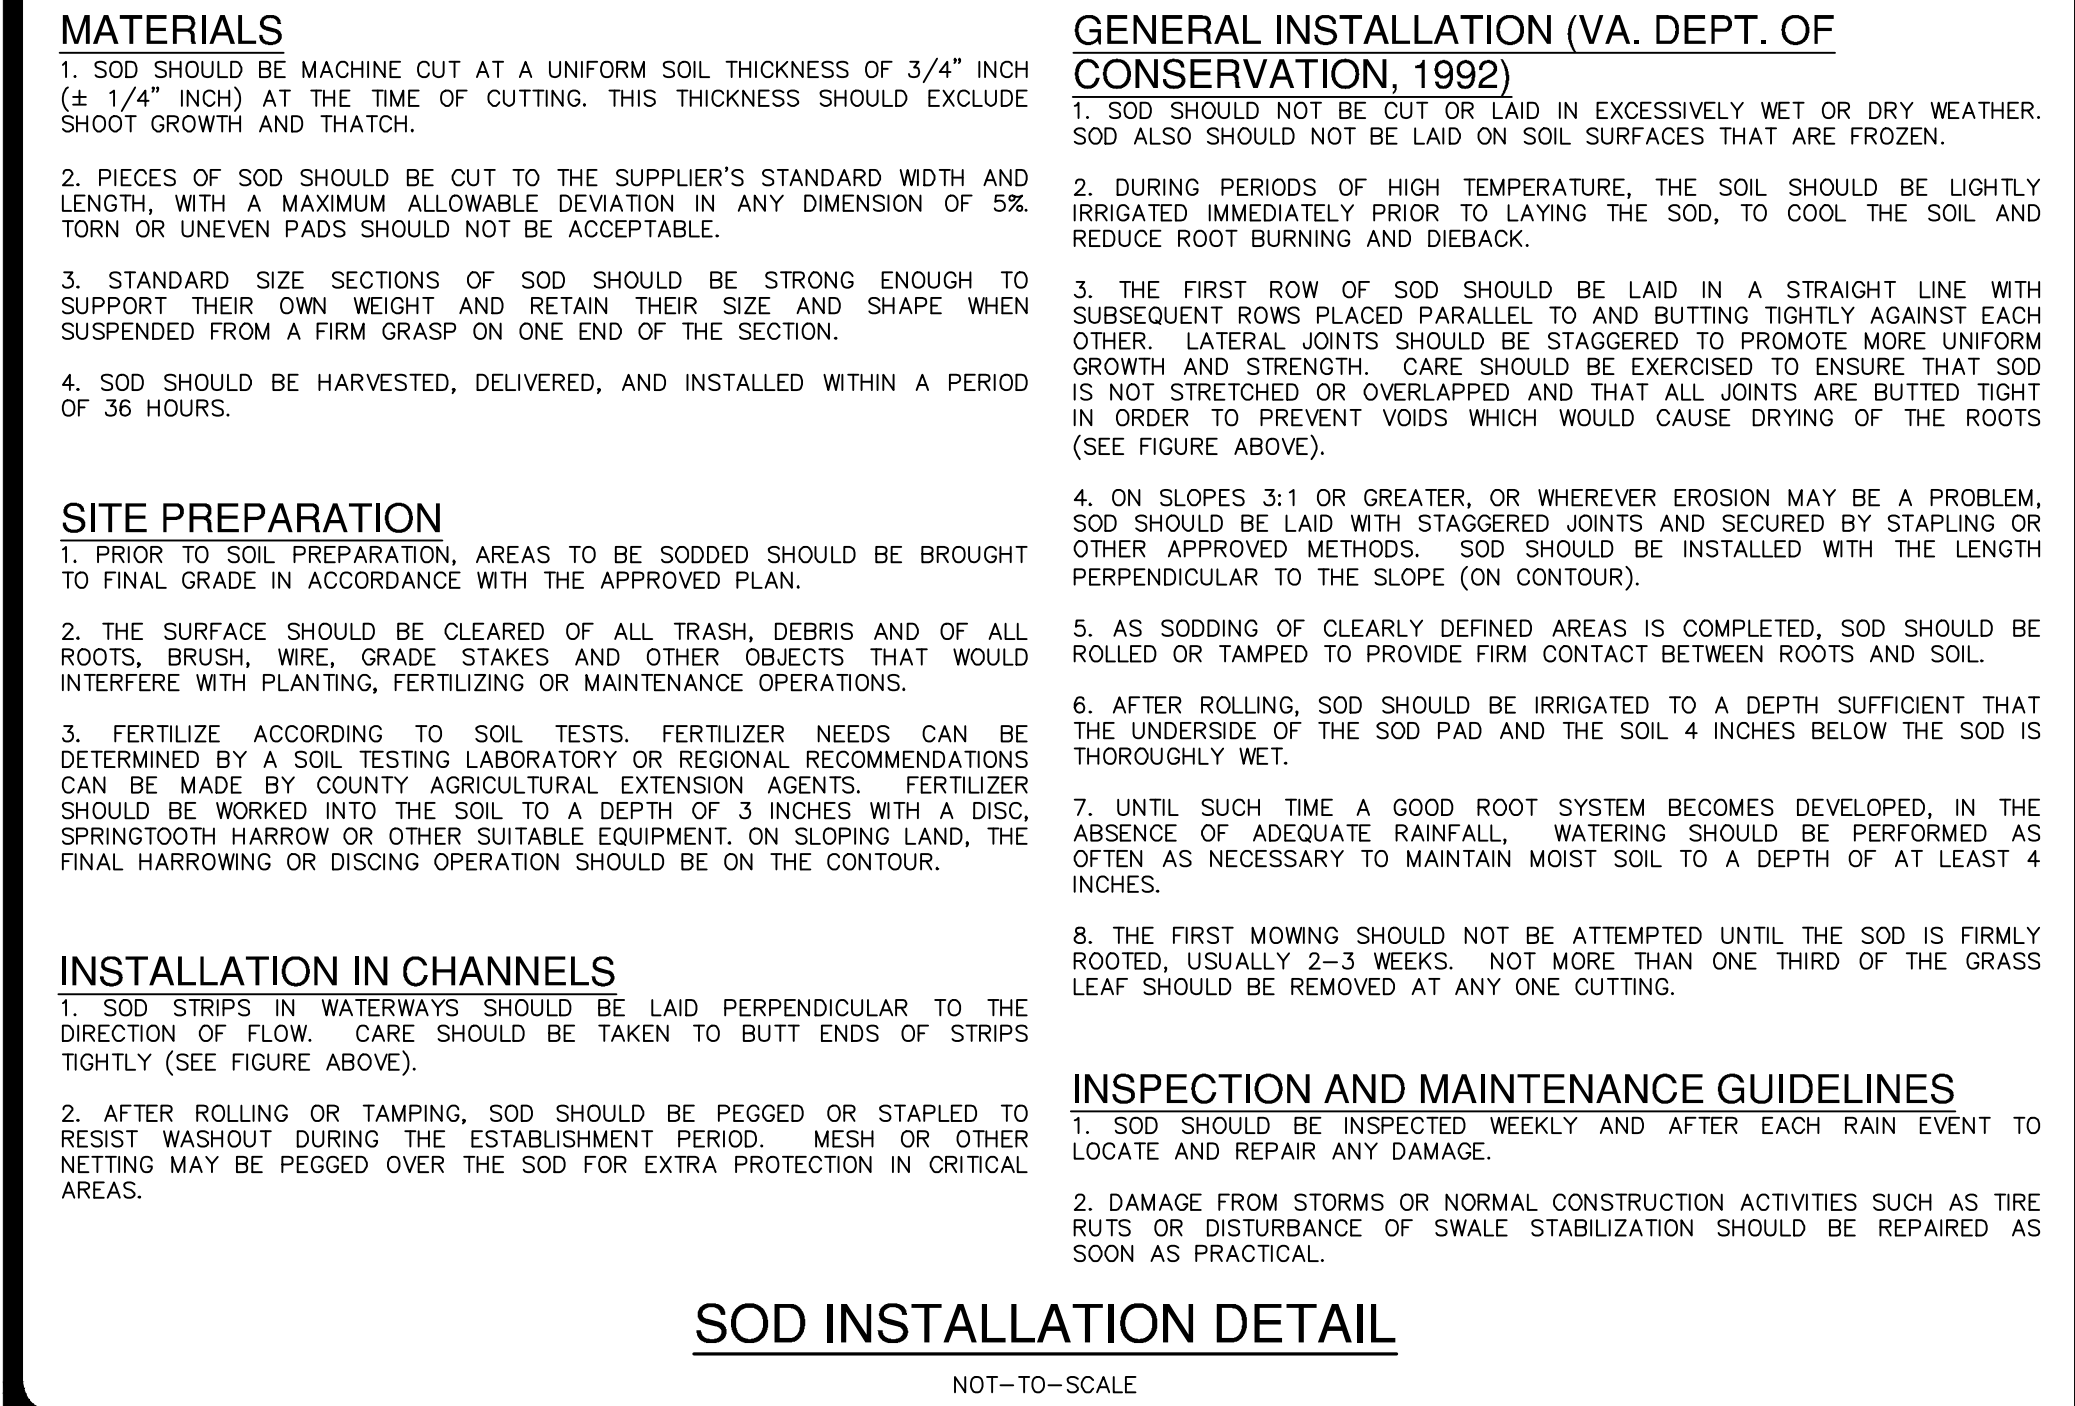 MATERIALS
1. SOD SHOULD BE MACHINE CUT AT A UNIFORM SOIL THICKNESS OF 3/4" INCH
(± 1/4" INCH) AT THE TIME OF CUTTING. THIS THICKNESS SHOULD EXCLUDE
SHOOT GROWTH AND THATCH.
2. PIECES OF SOD SHOULD BE CUT TO THE SUPPLIER'S STANDARD WIDTH AND
LENGTH, WITH A MAXIMUM ALLOWABLE DEVIATION IN ANY DIMENSION OF 5%.
TORN OR UNEVEN PADS SHOULD NOT BE ACCEPTABLE.
3. STANDARD SIZE SECTIONS OF SOD SHOULD BE STRONG ENOUGH TO
SUPPORT THEIR OWN WEIGHT AND RETAIN THEIR SIZE AND SHAPE WHEN
SUSPENDED FROM A FIRM GRASP ON ONE END OF THE SECTION.
4. SOD SHOULD BE HARVESTED, DELIVERED, AND INSTALLED WITHIN A PERIOD
OF 36 HOURS.
SITE PREPARATION
1. PRIOR TO SOIL PREPARATION, AREAS TO BE SODDED SHOULD BE BROUGHT
TO FINAL GRADE IN ACCORDANCE WITH THE APPROVED PLAN.
2. THE SURFACE SHOULD BE CLEARED OF ALL TRASH, DEBRIS AND OF ALL
ROOTS, BRUSH, WIRE, GRADE STAKES AND OTHER OBJECTS THAT WOULD
INTERFERE WITH PLANTING, FERTILIZING OR MAINTENANCE OPERATIONS.
3. FERTILIZE ACCORDING TO SOIL TESTS. FERTILIZER NEEDS CAN BE
DETERMINED BY A SOIL TESTING LABORATORY OR REGIONAL RECOMMENDATIONS
CAN BE MADE BY COUNTY AGRICULTURAL EXTENSION AGENTS. FERTILIZER
SHOULD BE WORKED INTO THE SOIL TO A DEPTH OF 3 INCHES WITH A DISC,
SPRINGTOOTH HARROW OR OTHER SUITABLE EQUIPMENT. ON SLOPING LAND, THE
FINAL HARROWING OR DISCING OPERATION SHOULD BE ON THE CONTOUR.
INSTALLATION IN CHANNELS
1. SOD STRIPS IN WATERWAYS SHOULD BE LAID PERPENDICULAR TO THE
DIRECTION OF FLOW. CARE SHOULD BE TAKEN TO BUTT ENDS OF STRIPS
TIGHTLY (SEE FIGURE ABOVE).
2. AFTER ROLLING OR TAMPING, SOD SHOULD BE PEGGED OR STAPLED TO
RESIST WASHOUT DURING THE ESTABLISHMENT PERIOD. MESH OR OTHER
NETTING MAY BE PEGGED OVER THE SOD FOR EXTRA PROTECTION IN CRITICAL
AREAS.
GENERAL INSTALLATION (VA. DEPT. OF
CONSERVATION, 1992)
1. SOD SHOULD NOT BE CUT OR LAID IN EXCESSIVELY WET OR DRY WEATHER.
SOD ALSO SHOULD NOT BE LAID ON SOIL SURFACES THAT ARE FROZEN.
2. DURING PERIODS OF HIGH TEMPERATURE, THE SOIL SHOULD BE LIGHTLY
IRRIGATED IMMEDIATELY PRIOR TO LAYING THE SOD, TO COOL THE SOIL AND
REDUCE ROOT BURNING AND DIEBACK.
3. THE FIRST ROW OF SOD SHOULD BE LAID IN A STRAIGHT LINE WITH
SUBSEQUENT ROWS PLACED PARALLEL TO AND BUTTING TIGHTLY AGAINST EACH
OTHER. LATERAL JOINTS SHOULD BE STAGGERED TO PROMOTE MORE UNIFORM
GROWTH AND STRENGTH. CARE SHOULD BE EXERCISED TO ENSURE THAT SOD
IS NOT STRETCHED OR OVERLAPPED AND THAT ALL JOINTS ARE BUTTED TIGHT
IN ORDER TO PREVENT VOIDS WHICH WOULD CAUSE DRYING OF THE ROOTS
(SEE FIGURE ABOVE).
4. ON SLOPES 3:1 OR GREATER, OR WHEREVER EROSION MAY BE A PROBLEM,
SOD SHOULD BE LAID WITH STAGGERED JOINTS AND SECURED BY STAPLING OR
OTHER APPROVED METHODS. SOD SHOULD BE INSTALLED WITH THE LENGTH
PERPENDICULAR TO THE SLOPE (ON CONTOUR).
5. AS SODDING OF CLEARLY DEFINED AREAS IS COMPLETED, SOD SHOULD BE
ROLLED OR TAMPED TO PROVIDE FIRM CONTACT BETWEEN ROOTS AND SOIL.
6. AFTER ROLLING, SOD SHOULD BE IRRIGATED TO A DEPTH SUFFICIENT THAT
THE UNDERSIDE OF THE SOD PAD AND THE SOIL 4 INCHES BELOW THE SOD IS
THOROUGHLY WET.
7. UNTIL SUCH TIME A GOOD ROOT SYSTEM BECOMES DEVELOPED, IN THE
ABSENCE OF ADEQUATE RAINFALL, WATERING SHOULD BE PERFORMED AS
OFTEN AS NECESSARY TO MAINTAIN MOIST SOIL TO A DEPTH OF AT LEAST 4
INCHES.
8. THE FIRST MOWING SHOULD NOT BE ATTEMPTED UNTIL THE SOD IS FIRMLY
ROOTED, USUALLY 2-3 WEEKS. NOT MORE THAN ONE THIRD OF THE GRASS
LEAF SHOULD BE REMOVED AT ANY ONE CUTTING.
INSPECTION AND MAINTENANCE GUIDELINES
1. SOD SHOULD BE INSPECTED WEEKLY AND AFTER EACH RAIN EVENT TO
LOCATE AND REPAIR ANY DAMAGE.
2. DAMAGE FROM STORMS OR NORMAL CONSTRUCTION ACTIVITIES SUCH AS TIRE
RUTS OR DISTURBANCE OF SWALE STABILIZATION SHOULD BE REPAIRED AS
SOON AS PRACTICAL.
SOD INSTALLATION DETAIL
NOT-TO-SCALE